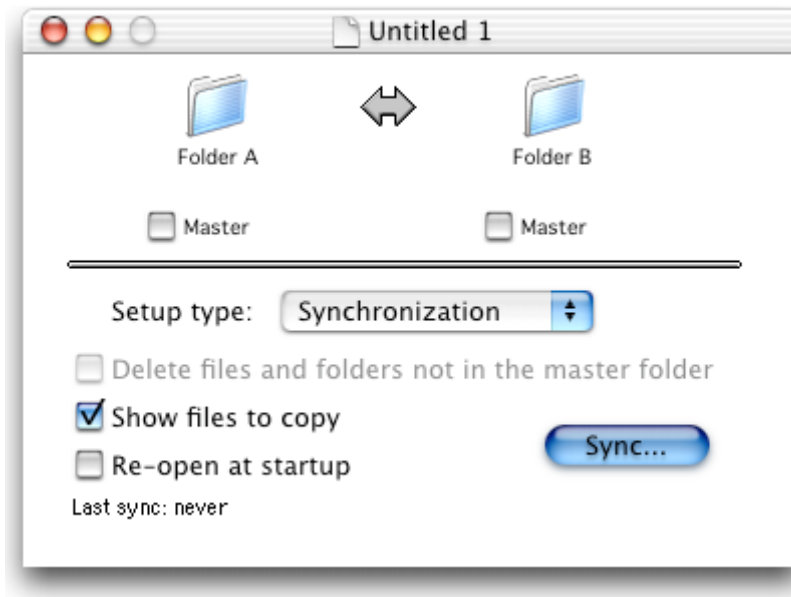 Untitled 1
Folder A Folder B
Master Master
Setup type: Synchronization
Delete files and folders not in the master folder
Show files to copy
Sync...
Re-open at startup
Last sync: never